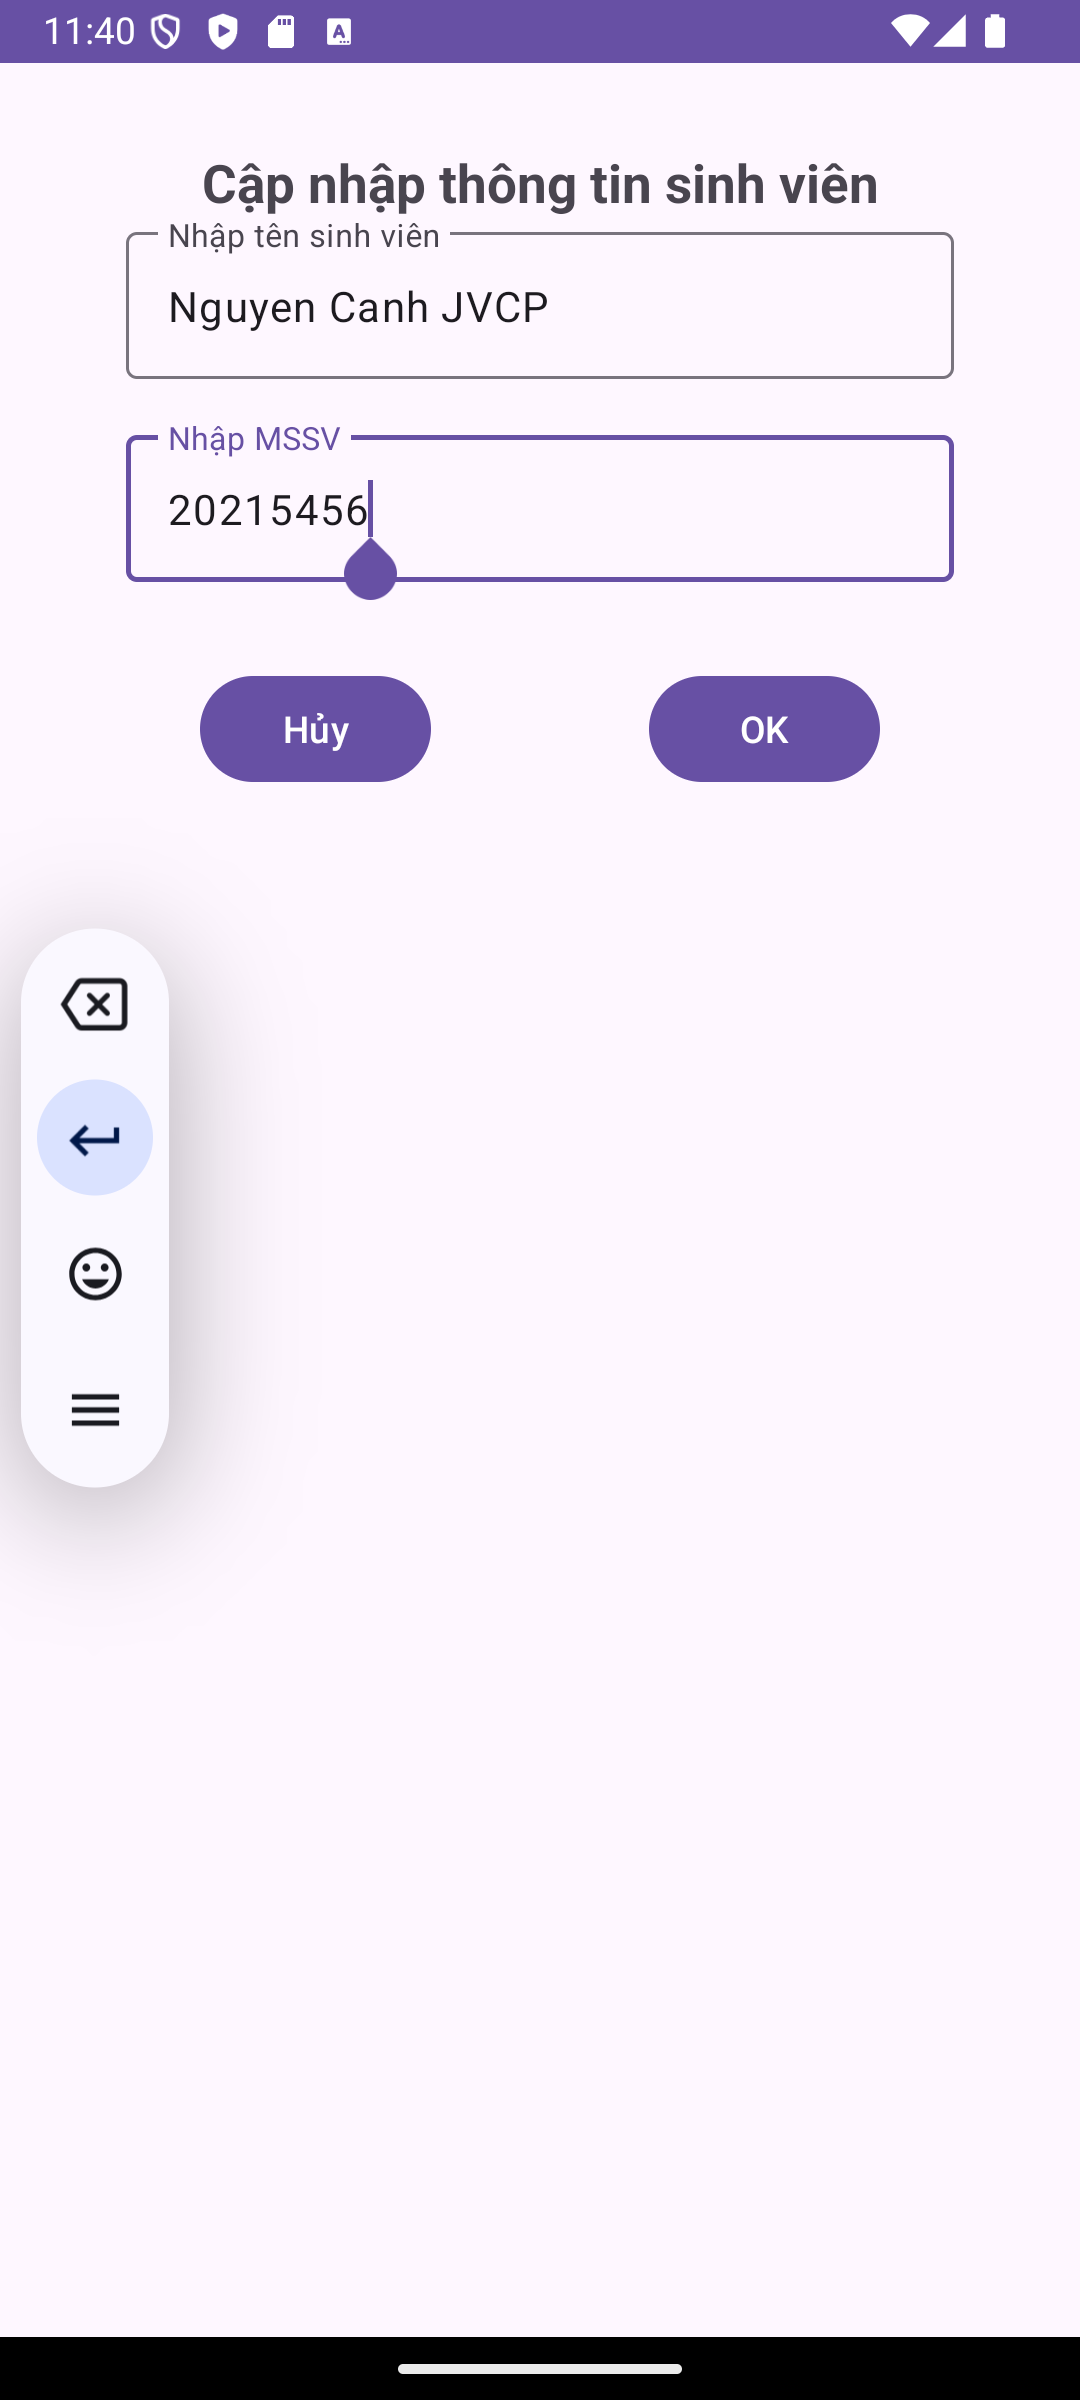 11:40
Cập nhập thông tin sinh viên
Nhập tên sinh viên
Nguyen Canh JVCP
Nhập MSSV
20215456
Hủy
OK